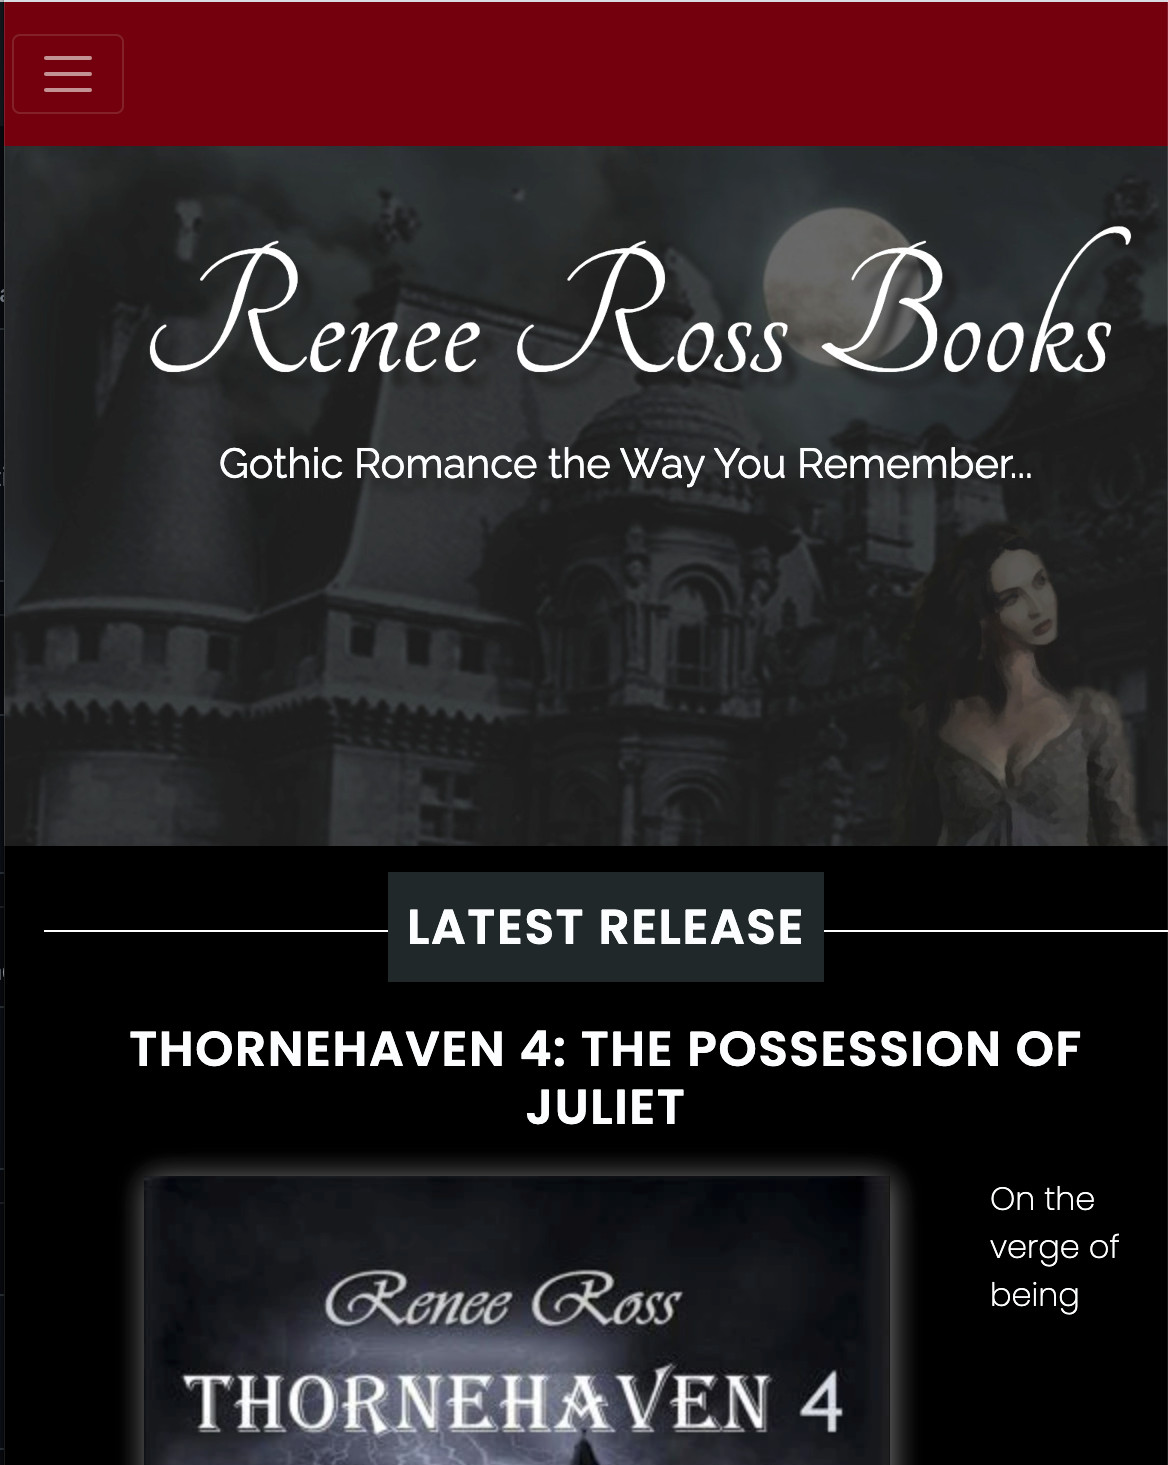 Renee Ross Books
Gothic Romance the Way You Remember...
LATEST RELEASE
THORNEHAVEN 4: THE POSSESSION OF
JULIET
On the
verge of
being
Renee Ross
THORNEHAVEN 4